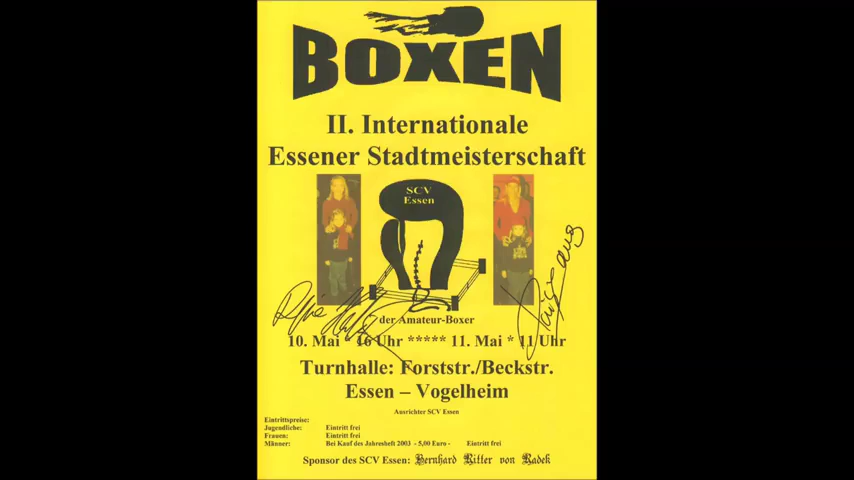 BOXEN
II. Internationale
Essener Stadtmeisterschaft
SCV
Essen
der Amateur-Boxer
10. Mai * 16 Uhr ***** 11. Mai * 11 Uhr
Turnhalle: Forststr./Beckstr.
Essen – Vogelheim
Ausrichter SCV Essen
Eintrittspreise:
Jugendliche: Eintritt frei
Frauen: Eintritt frei
Männer: Bei Kauf des Jahresheft 2003 - 5,00 Euro - Eintritt frei
Sponsor des SCV Essen: Bernhard Ritter von Radek